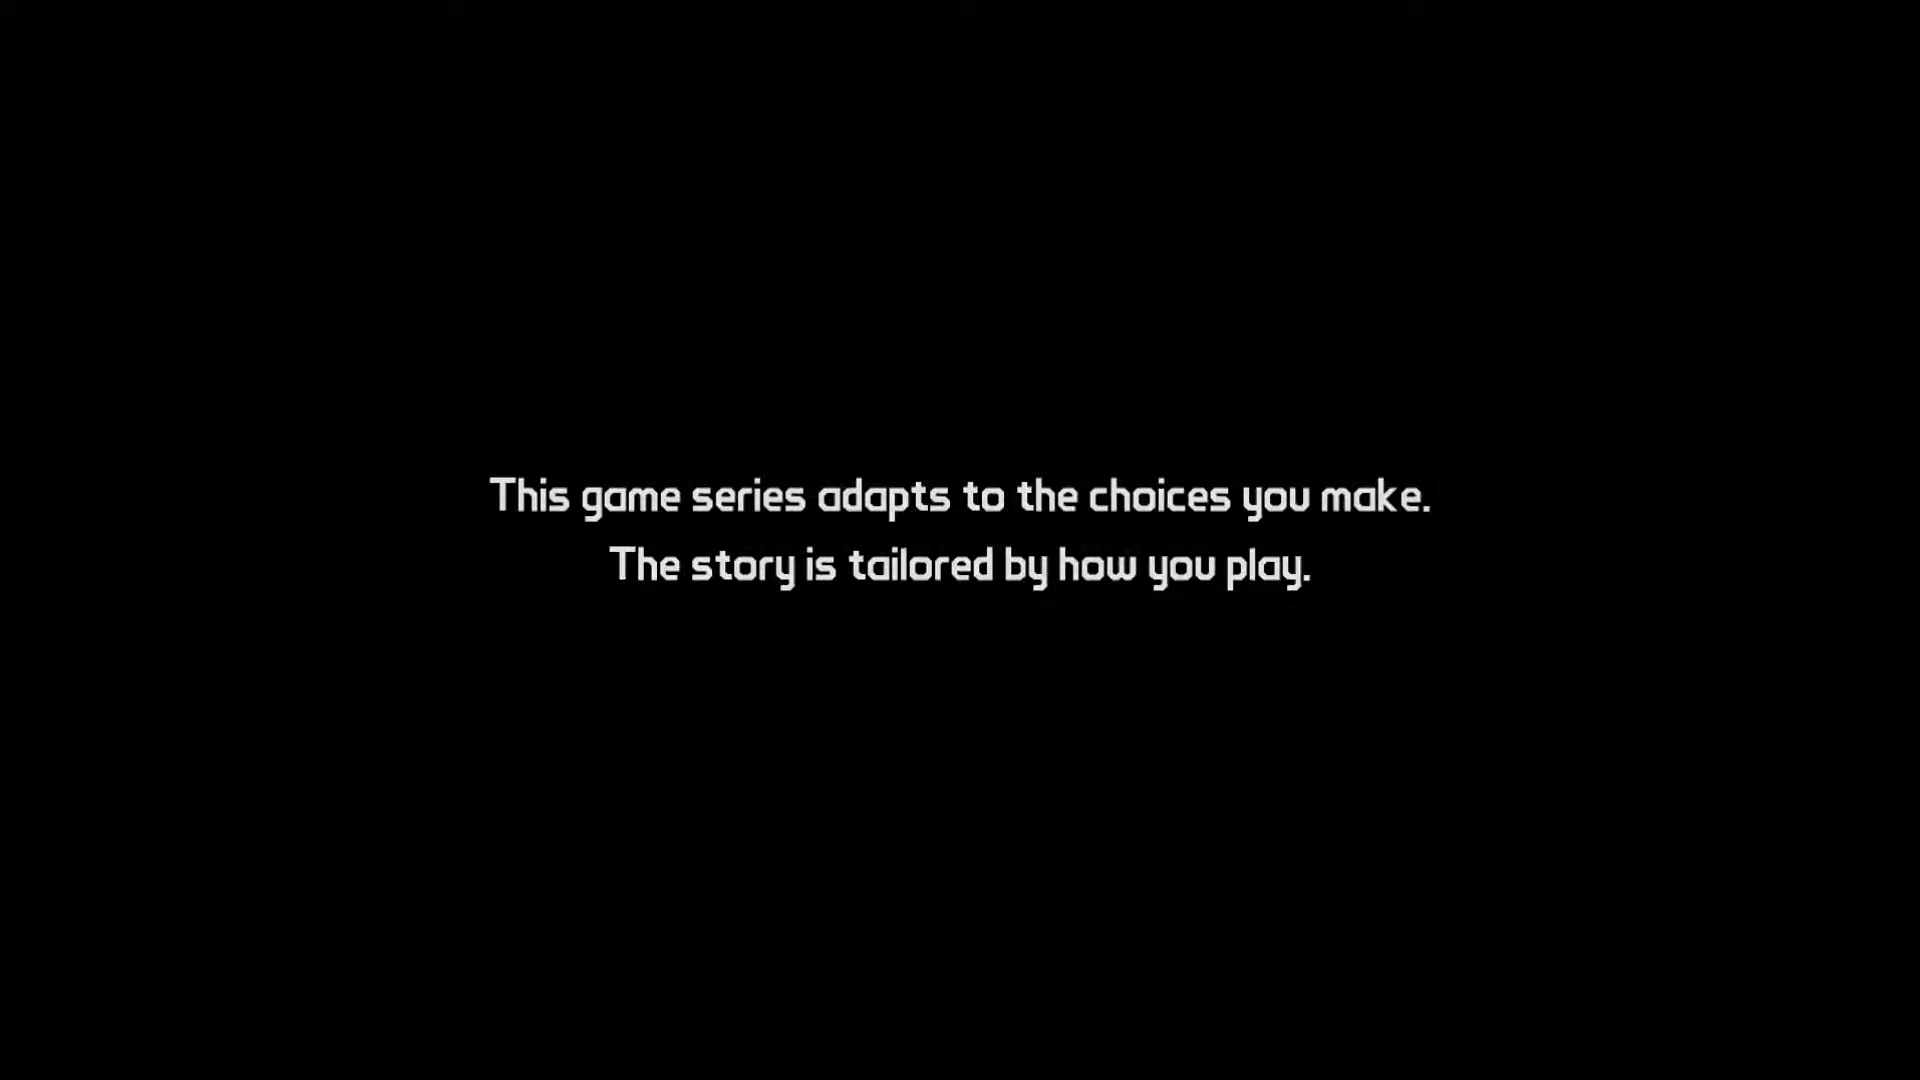 This game series adapts to the choices you make.
The story is tailored by how you play.